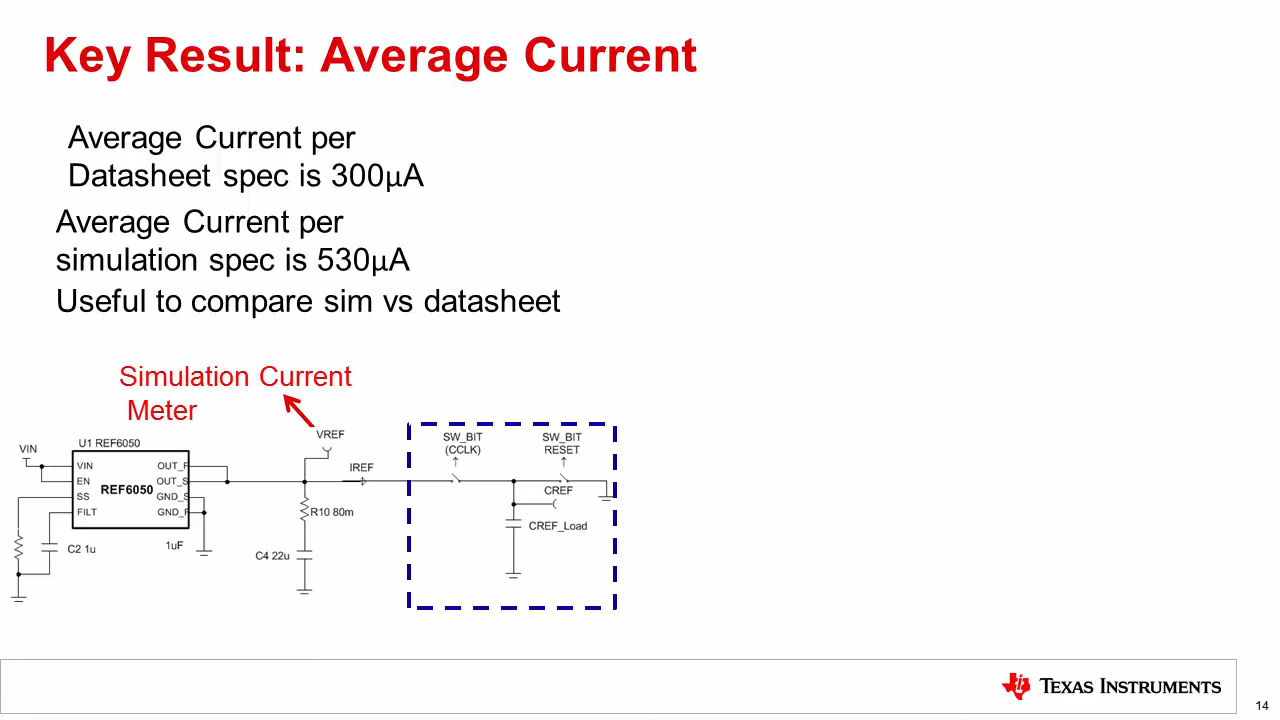 Key Result: Average Current
Average Current per
Datasheet spec is 300µA
Average Current per
simulation spec is 530µA
Useful to compare sim vs datasheet
Simulation Current
Meter
VREF
U1 REF6050
VIN
SW_BIT
(CCLK)
SW_BIT
RESET
IREF
VIN
OUT_F
EN
OUT_S
REF6050
SS
GND_S
FILT
GND_F
CREF
R10 80m
CREF_Load
C2 1u
1uF
C4 22u
TEXAS INSTRUMENTS
14